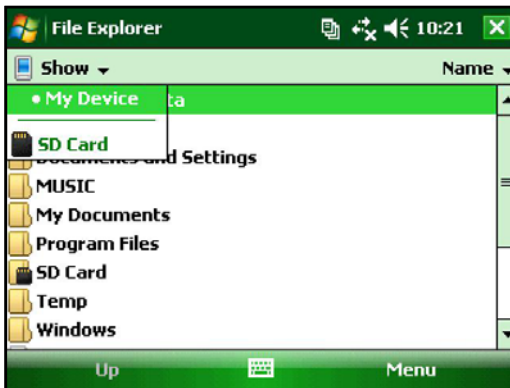 File Explorer 10:21
Show Name
My Device
ta
SD Card
Documents and Settings
MUSIC
My Documents
Program Files
SD Card
Temp
Windows
Up Menu